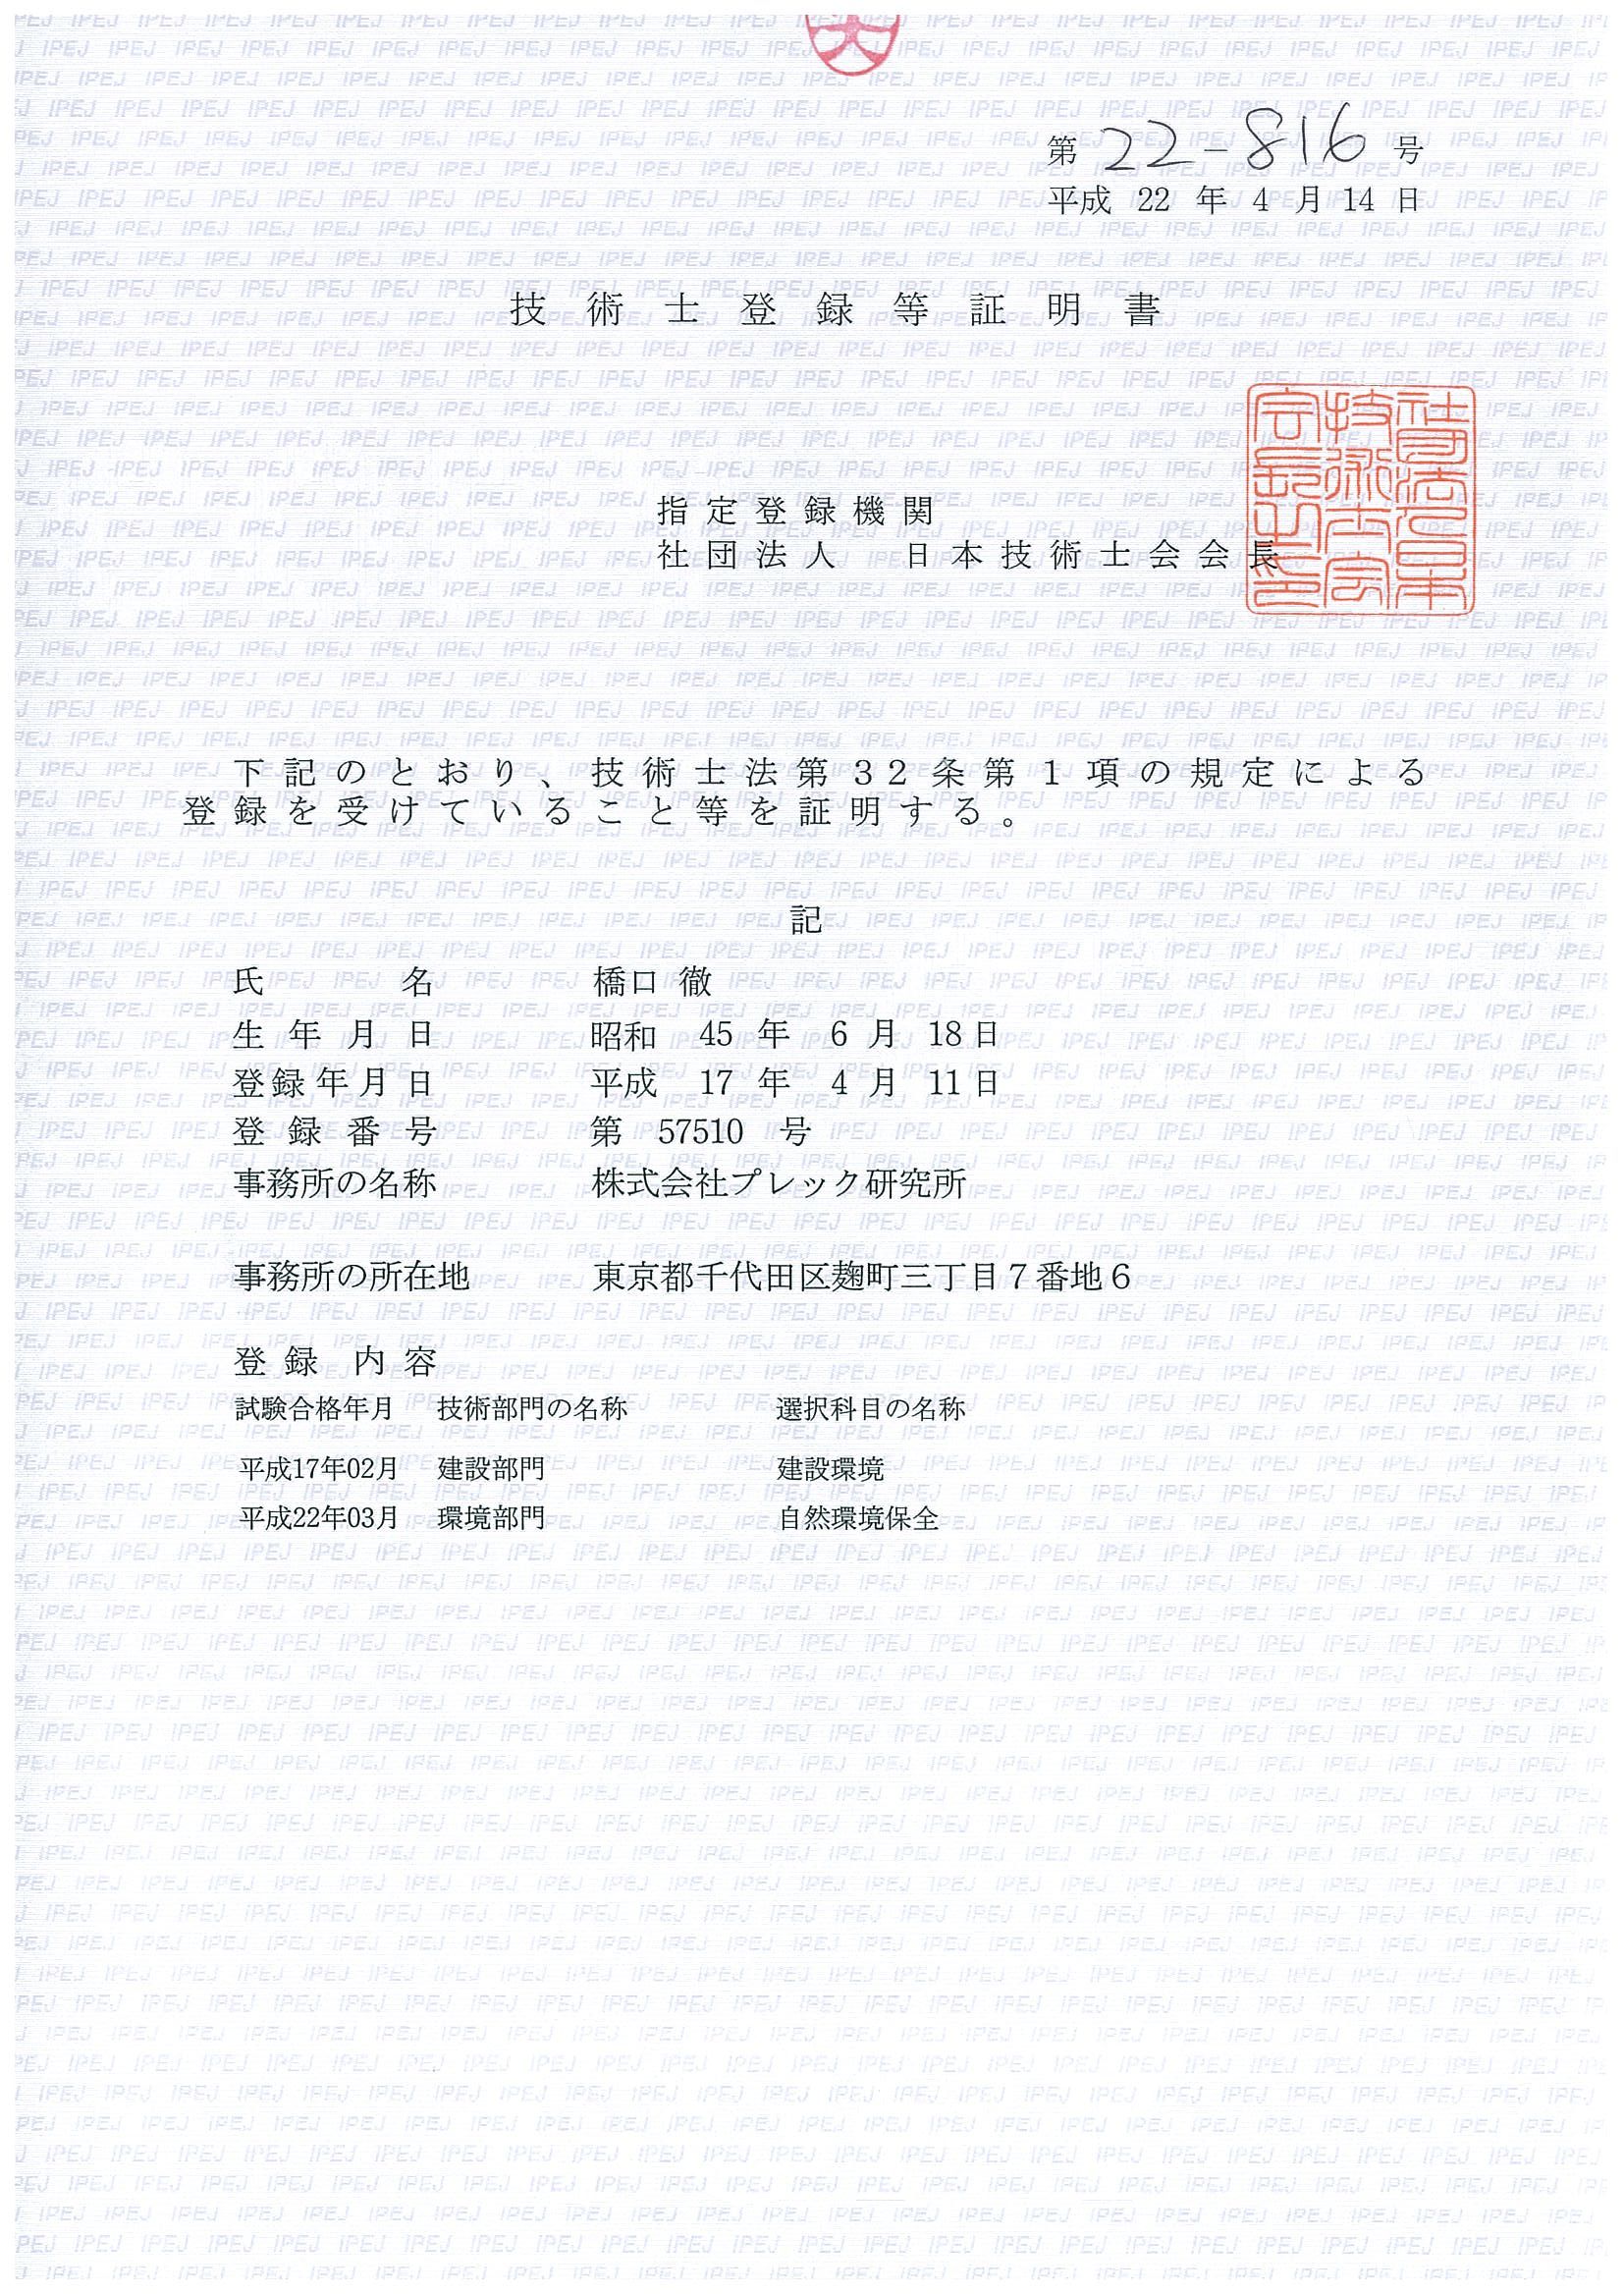 第 22-816 号
平成 22 年 4 月 14 日
技術士登録等証明書
指定登録機関
社団法人 日本技術士会会長
社団法人日本
技術士会
会長之印
下記のとおり、技術士法第32条第1項の規定による
登録を受けていること等を証明する。
記
氏名 橋口 徹
生年月日 昭和 45 年 6 月 18日
登録年月日 平成 17 年 4 月 11日
登録番号 第 57510 号
事務所の名称 株式会社プレック研究所
事務所の所在地 東京都千代田区麹町三丁目7番地6
登録 内容
試験合格年月 技術部門の名称 選択科目の名称
平成17年02月 建設部門 建設環境
平成22年03月 環境部門 自然環境保全
IPEJ